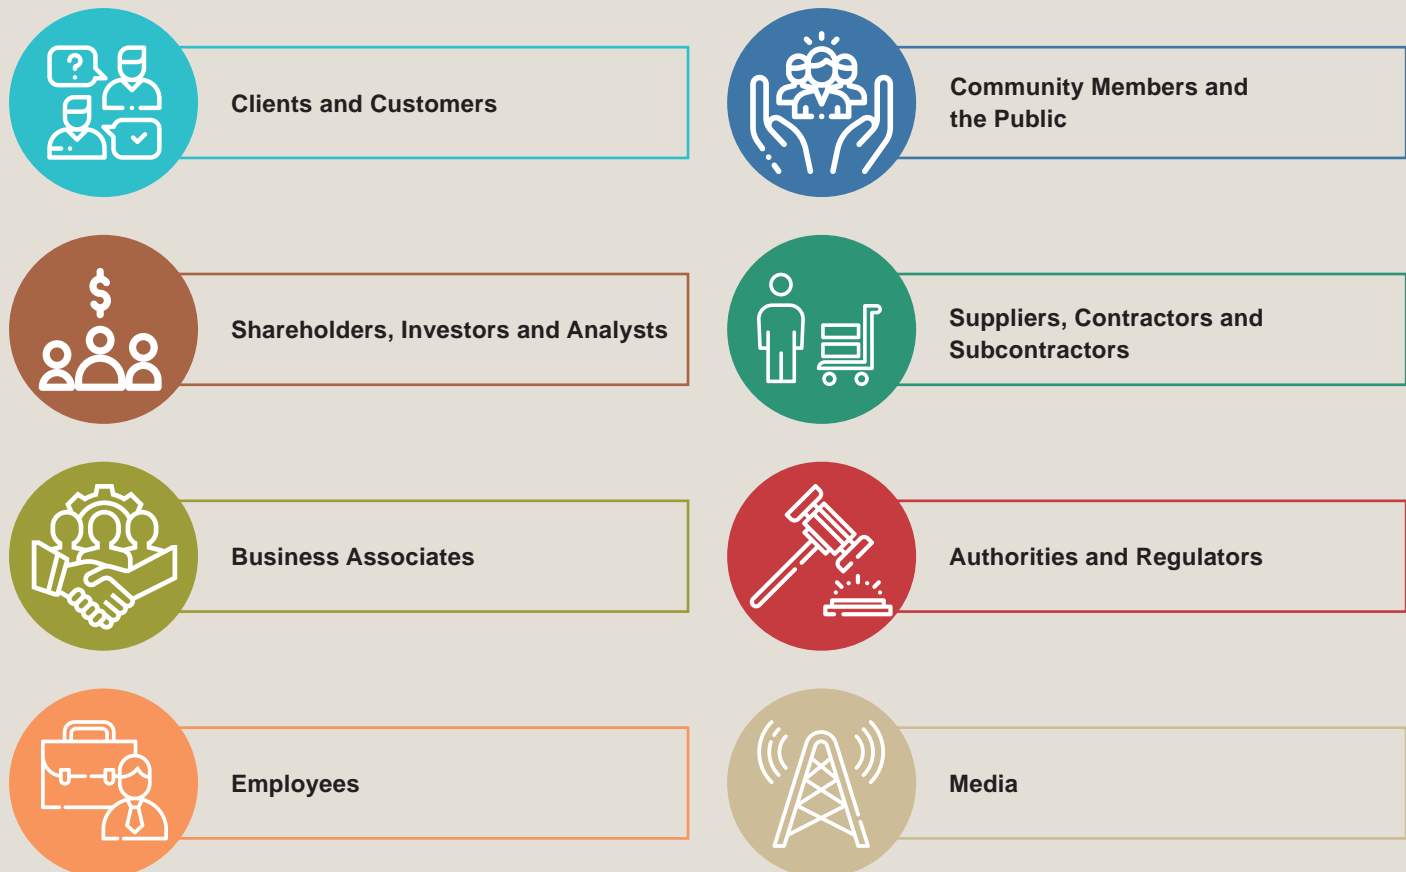 Clients and Customers
Community Members and
the Public
Shareholders, Investors and Analysts
Suppliers, Contractors and
Subcontractors
Business Associates
Authorities and Regulators
Employees
Media